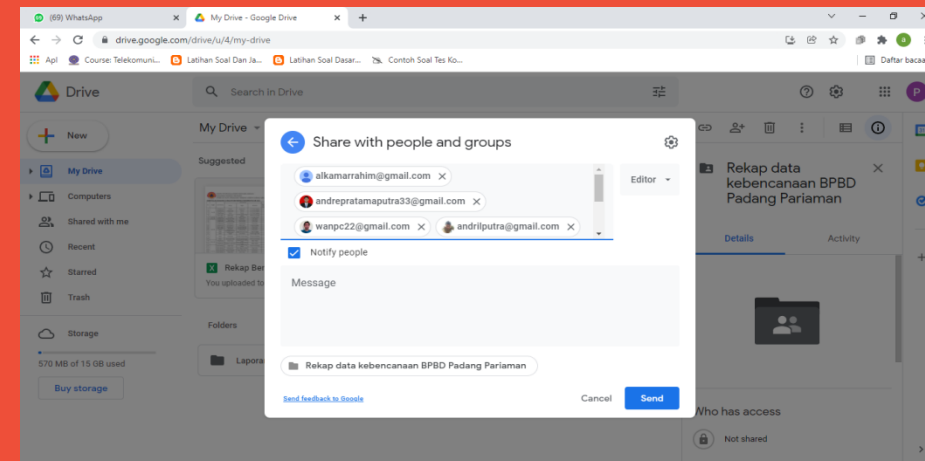 (69) WhatsApp
My Drive - Google Drive
drive.google.com/drive/u/4/my-drive
Apl
Course: Telekomuni...
Latihan Soal Dan Ja...
Latihan Soal Dasar...
Contoh Soal Tes Ko...
Daftar bacaa
Drive
Search in Drive
P
New
My Drive
Computers
Shared with me
Recent
Starred
Trash
Storage
570 MB of 15 GB used
Buy storage
My Drive
Suggested
Rekap Ben
You uploaded to
Folders
Lapora
Share with people and groups
alkamarrahim@gmail.com
andrepratamaputra33@gmail.com
wanpc22@gmail.com
andrilputra@gmail.com
Editor
Notify people
Message
Rekap data kebencanaan BPBD Padang Pariaman
Send feedback to Google
Cancel
Send
Rekap data
kebencanaan BPBD
Padang Pariaman
Details
Activity
Who has access
Not shared